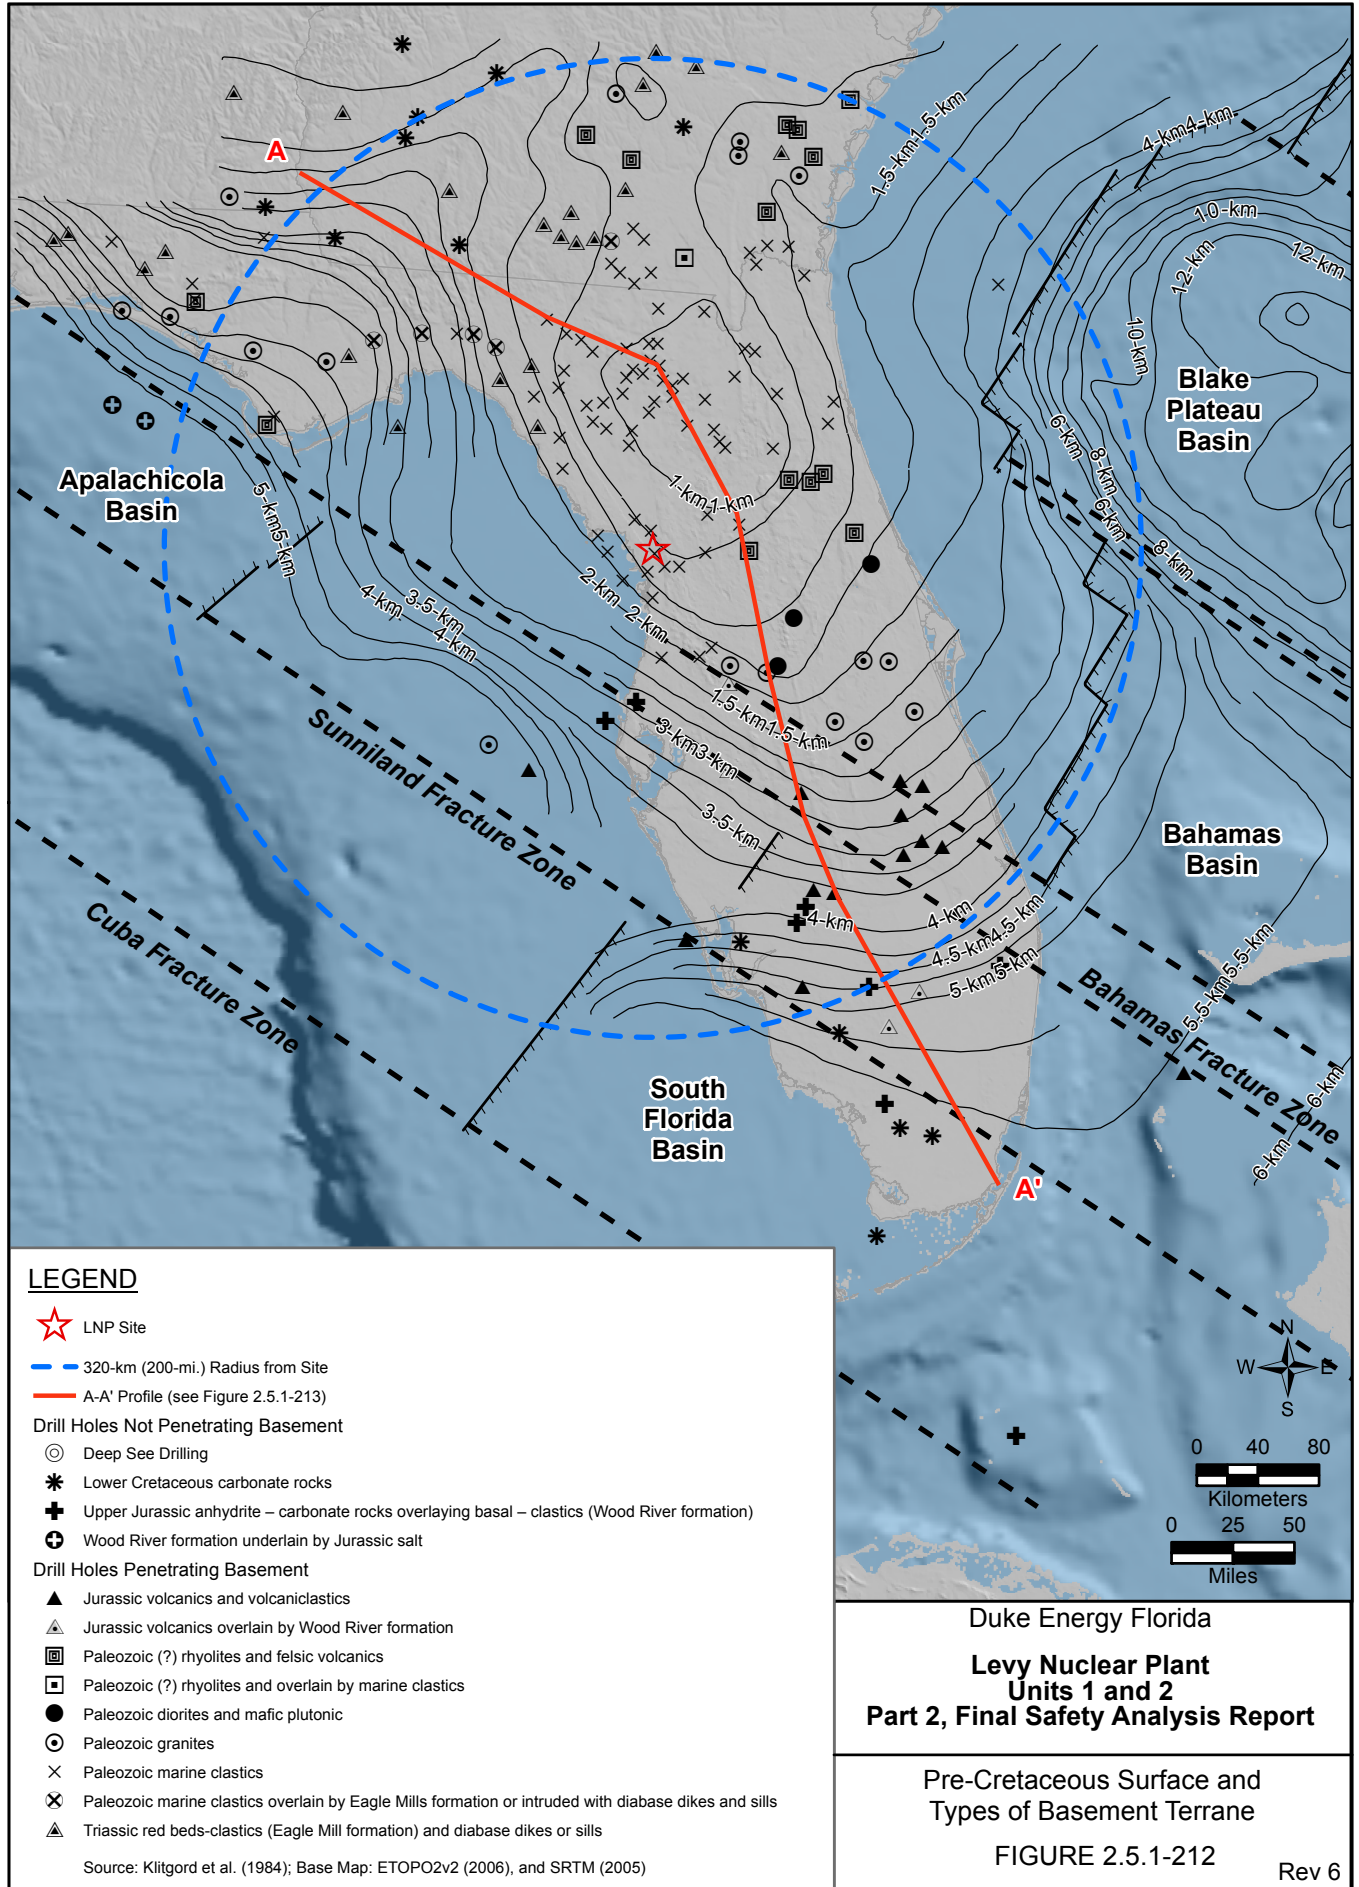 A
1.5-km
1.5-km
4-km
4-km
10-km
12-km
12-km
10-km
Blake
Plateau
Basin
Apalachicola
Basin
6-km
8-km
6-km
8-km
1-km
1-km
5-km
5-km
2-km
2-km
4-km
3.5-km
4-km
1.5-km
1.5-km
3-km
3-km
3.5-km
Sunniland Fracture Zone
Cuba Fracture Zone
Bahamas
Basin
4-km
4-km
4.5-km
4.5-km
5-km
5-km
5.5-km
5.5-km
Bahamas Fracture Zone
6-km
6-km
South
Florida
Basin
A'
N
W
E
S
0 40 80
Kilometers
0 25 50
Miles
LEGEND
LNP Site
320-km (200-mi.) Radius from Site
A-A' Profile (see Figure 2.5.1-213)
Drill Holes Not Penetrating Basement
Deep See Drilling
Lower Cretaceous carbonate rocks
Upper Jurassic anhydrite – carbonate rocks overlaying basal – clastics (Wood River formation)
Wood River formation underlain by Jurassic salt
Drill Holes Penetrating Basement
Jurassic volcanics and volcaniclastics
Jurassic volcanics overlain by Wood River formation
Paleozoic (?) rhyolites and felsic volcanics
Paleozoic (?) rhyolites and overlain by marine clastics
Paleozoic diorites and mafic plutonic
Paleozoic granites
Paleozoic marine clastics
Paleozoic marine clastics overlain by Eagle Mills formation or intruded with diabase dikes and sills
Triassic red beds-clastics (Eagle Mill formation) and diabase dikes or sills
Source: Klitgord et al. (1984); Base Map: ETOPO2v2 (2006), and SRTM (2005)
Duke Energy Florida
Levy Nuclear Plant
Units 1 and 2
Part 2, Final Safety Analysis Report
Pre-Cretaceous Surface and
Types of Basement Terrane
FIGURE 2.5.1-212
Rev 6